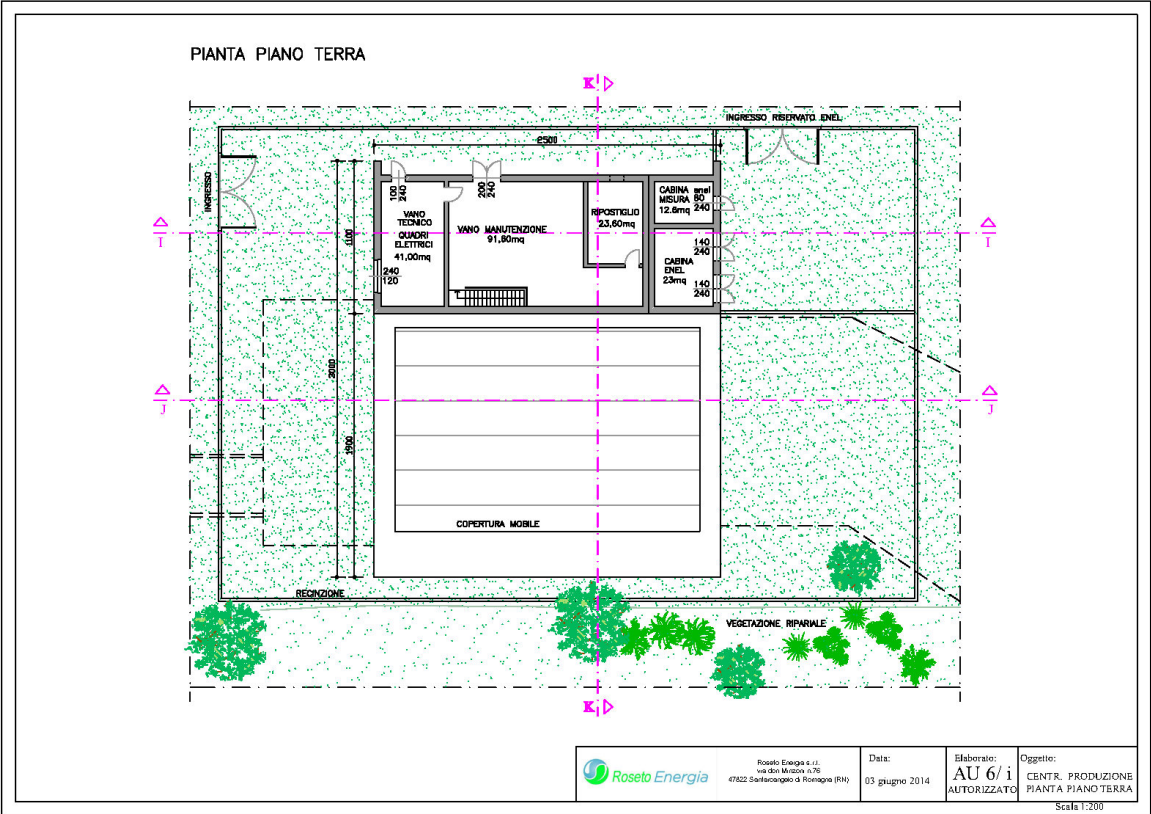 PIANTA PIANO TERRA
K
INGRESSO RISERVATO ENEL
2500
INGRESSO
100
240
200
240
VANO
TECNICO
QUADRI
ELETTRICI
41,00mq
VANO MANUTENZIONE
91,80mq
RIPOSTIGLIO
23,60mq
CABINA enel
MISURA 80
12.6mq 240
I
I
1100
140
240
CABINA
ENEL
23mq
140
240
240
120
3000
J
J
1900
COPERTURA MOBILE
RECINZIONE
VEGETAZIONE RIPARIALE
K
Roseto Energia
Roseto Energia s.r.l.
via don Minzoni n.76
47822 Santarcangelo di Romagna (RN)
Data:
03 giugno 2014
Elaborato:
AU 6/ i
AUTORIZZATO
Oggetto:
CENTR. PRODUZIONE
PIANTA PIANO TERRA
Scala 1:200